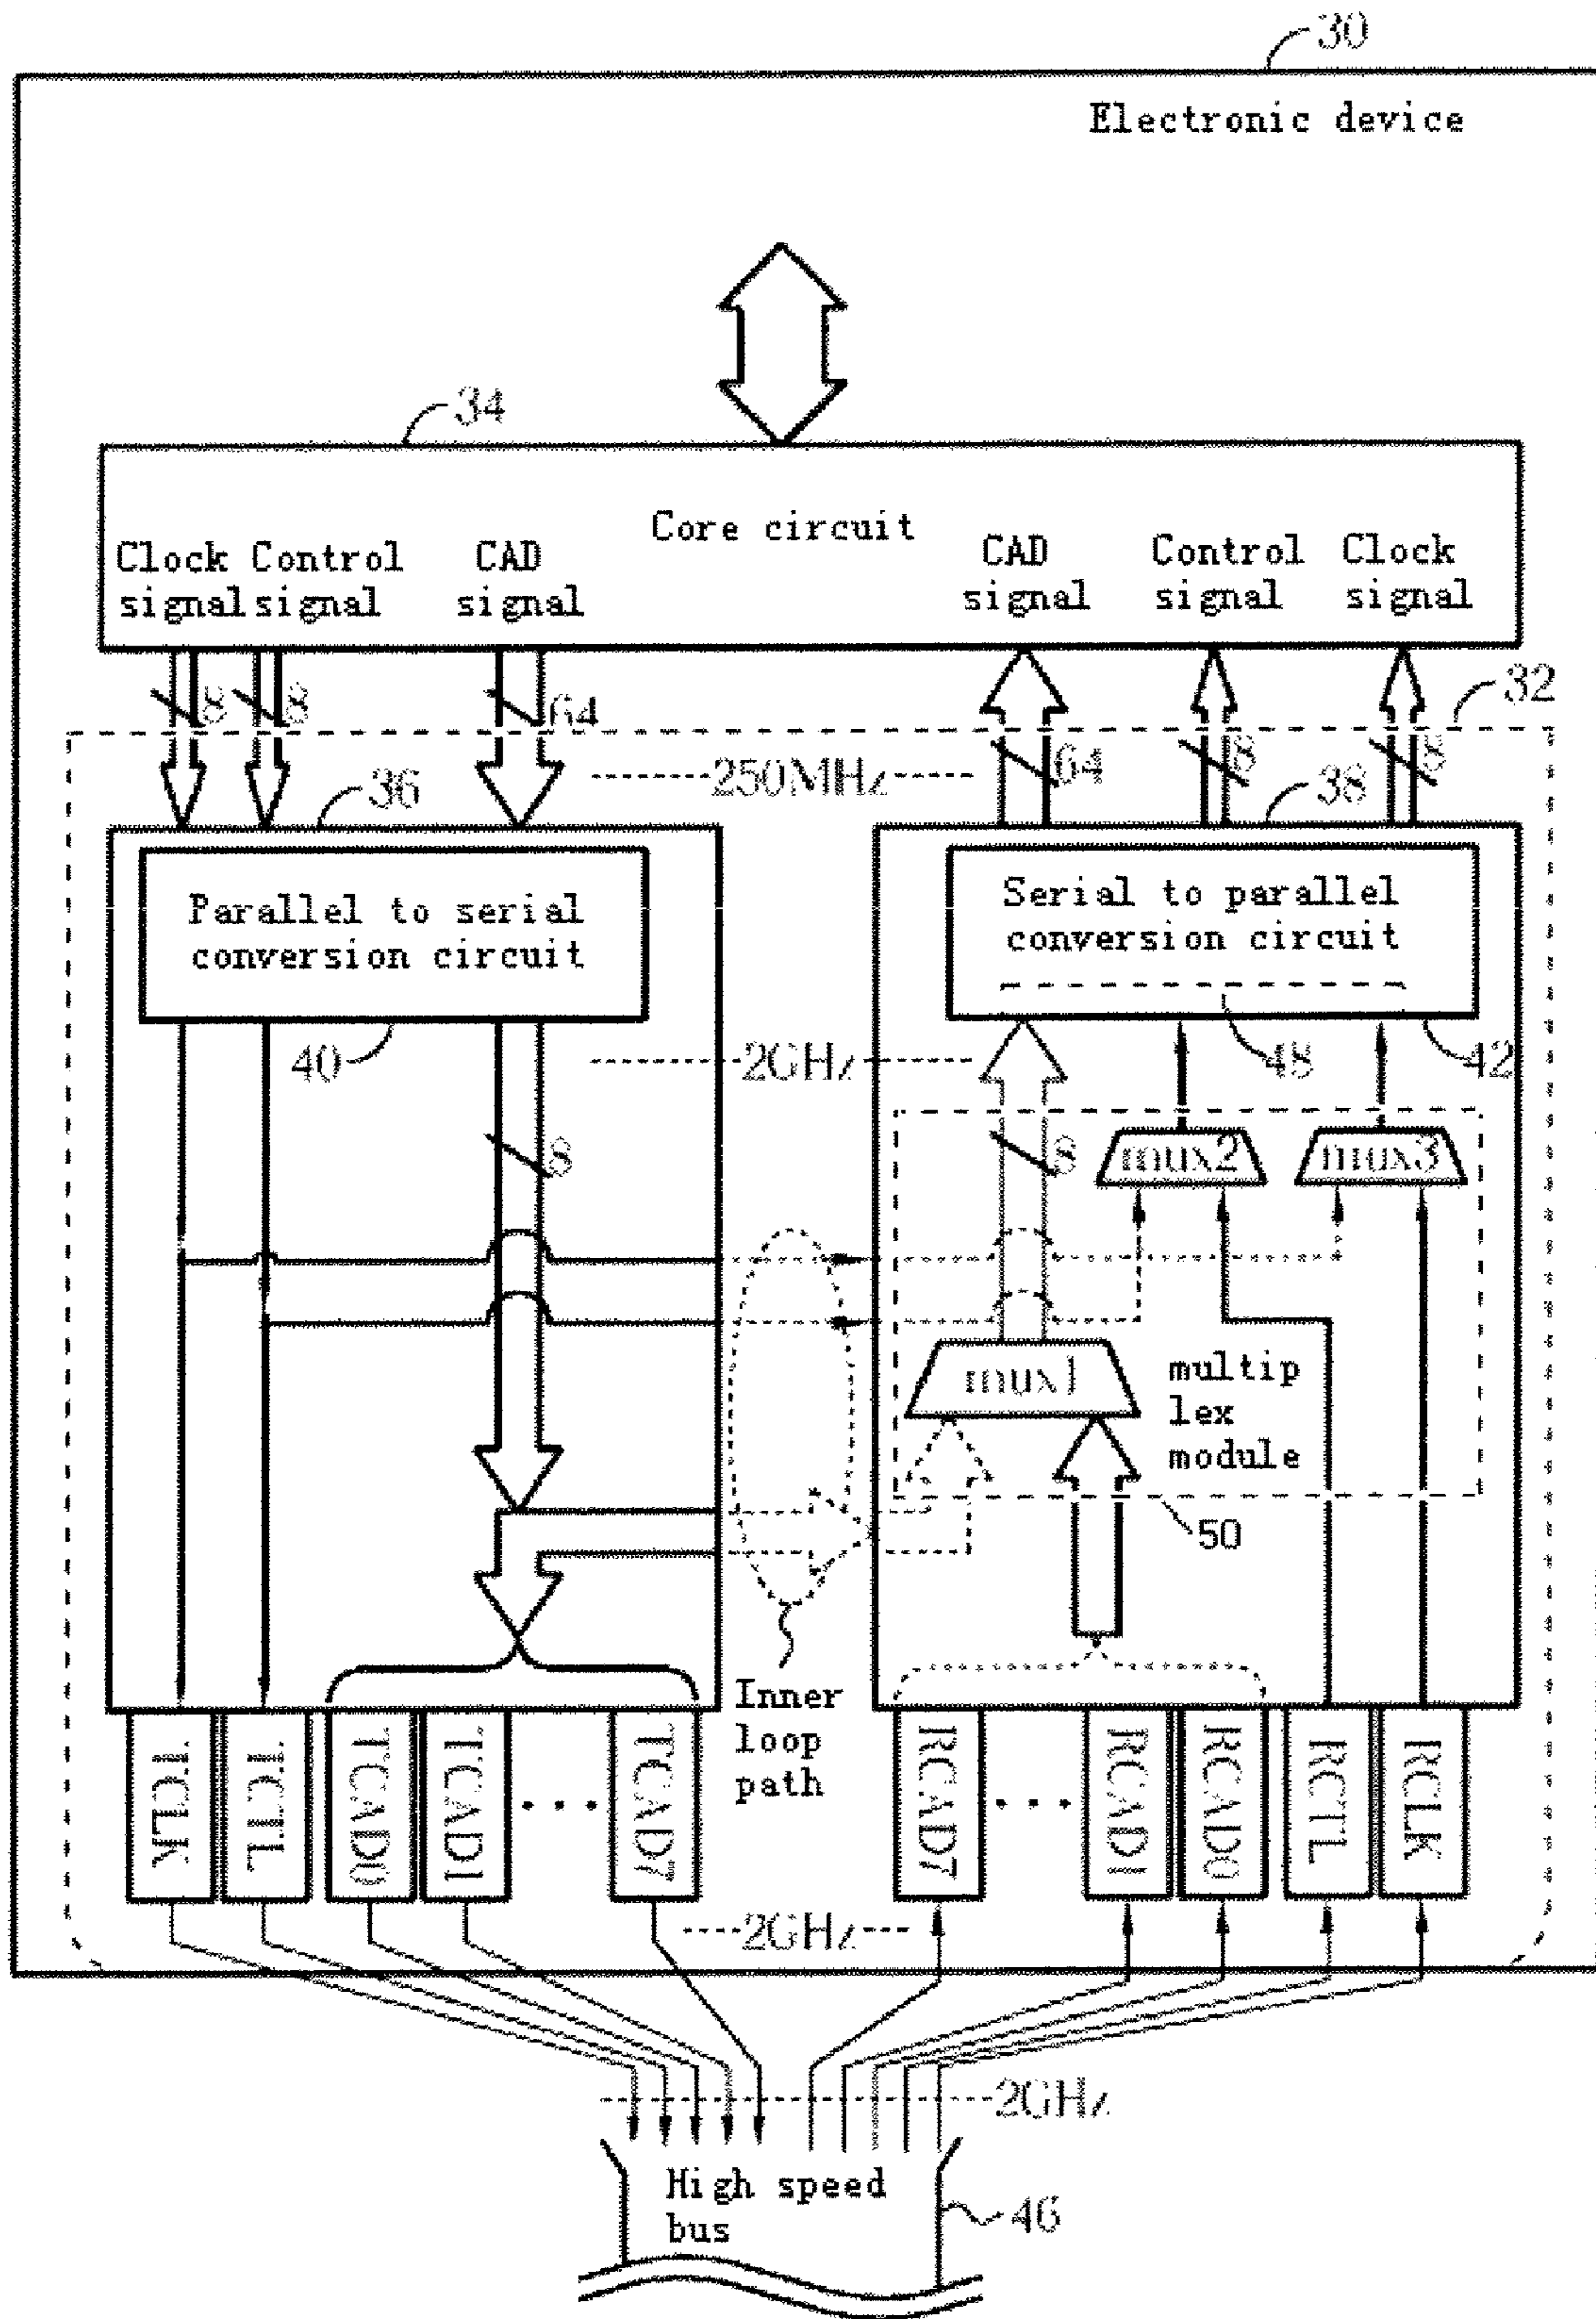 30
Electronic device
34
Core circuit
Clock
signal
Control
signal
CAD
signal
CAD
signal
Control
signal
Clock
signal
8
8
64
32
250MHz
64
8
8
36
38
Parallel to serial
conversion circuit
Serial to parallel
conversion circuit
40
2GHz
48
42
8
8
mux2
mux3
mux1
multip
lex
module
50
Inner
loop
path
TCLK
TCTL
TCAD0
TCAD1
...
TCAD7
RCAD7
...
RCAD1
RCAD0
RCTL
RCLK
2GHz
2GHz
High speed
bus
46